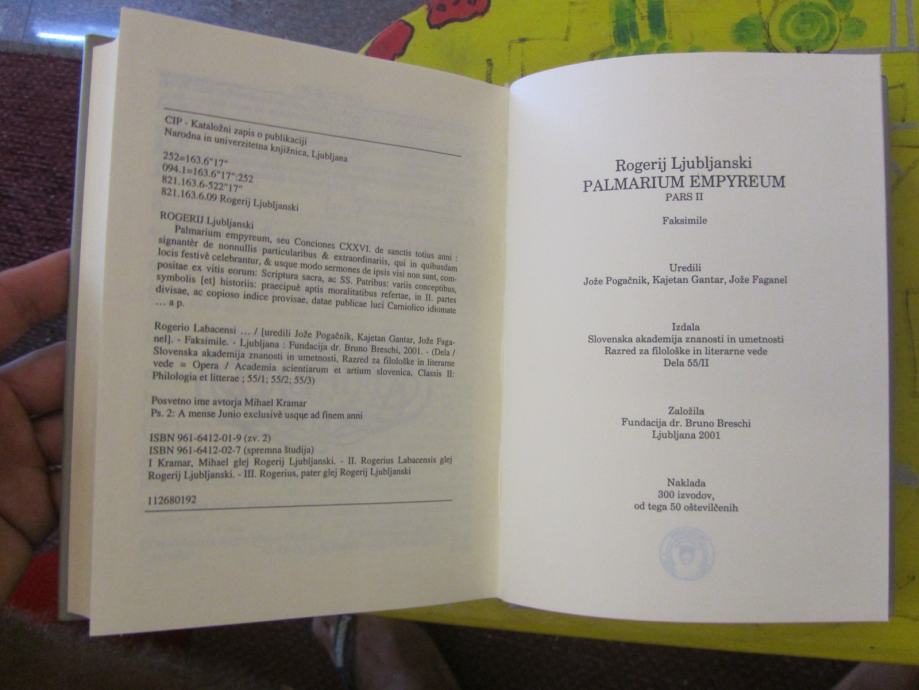 CIP - Kataložni zapis o publikaciji
Narodna in univerzitetna knjižnica, Ljubljana
252=163.6"17"
094.1=163.6"17":252
821.163.6-522"17"
821.163.6.09 Rogerij Ljubljanski
ROGERIJ Ljubljanski
Palmarium empyreum, seu Conciones CXXVI. de sanctis totius anni :
signantèr de nonnullis particularibus & extraordinariis, qui in quibusdam
locis festivè celebrantur, & usque modo sermones de ipsis visi non sunt, com-
positae ex vitis eorum: Scriptura sacra, ac SS. Patribus: variis conceptibus,
symbolis [et] historiis: praecipuè aptis moralitatibus refertae, in II. partes
divisae, ac copioso indice provisae, datae publicae luci Carniolico idiomate
... a p.
Rogerio Labacensi ... / [uredili Jože Pogačnik, Kajetan Gantar, Jože Faga-
nel]. - Faksimile. - Ljubljana : Fundacija dr. Bruno Breschi, 2001. - (Dela /
Slovenska akademija znanosti in umetnosti, Razred za filološke in literarne
vede = Opera / Academia scientiarum et artium slovenica, Classis II:
Philologia et litterae ; 55/1; 55/2; 55/3)
Posvetno ime avtorja Mihael Kramar
Ps. 2: A mense Junio exclusivè usque ad finem anni
ISBN 961-6412-01-9 (zv. 2)
ISBN 961-6412-02-7 (spremna študija)
I Kramar, Mihael glej Rogerij Ljubljanski. - II. Rogerius Labacensis glej
Rogerij Ljubljanski. - III. Rogerius, pater glej Rogerij Ljubljanski
112680192
Rogerij Ljubljanski
PALMARIUM EMPYREUM
PARS II
Faksimile
Uredili
Jože Pogačnik, Kajetan Gantar, Jože Faganel
Izdala
Slovenska akademija znanosti in umetnosti
Razred za filološke in literarne vede
Dela 55/II
Založila
Fundacija dr. Bruno Breschi
Ljubljana 2001
Naklada
300 izvodov,
od tega 50 oštevilčenih